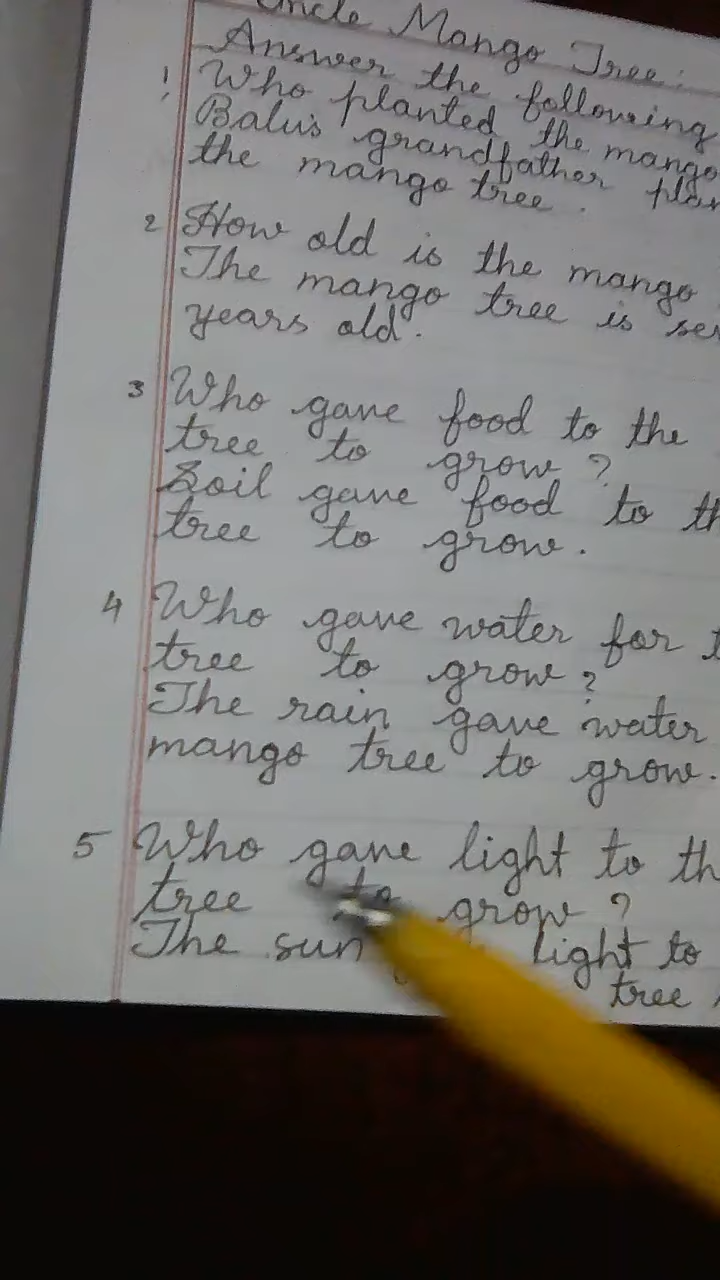 Uncle Mango Tree:
Answer the following
1 Who planted the mango
Balu's grandfather
the mango tree.
2 How old is the mango
The mango tree is
years old.
3 Who gave food to the
tree to grow?
Soil gave food to
tree to grow.
4 Who gave water for
tree to grow?
The rain gave water
mango tree to grow.
5 Who gave light to
tree to grow?
The sun light to
tree